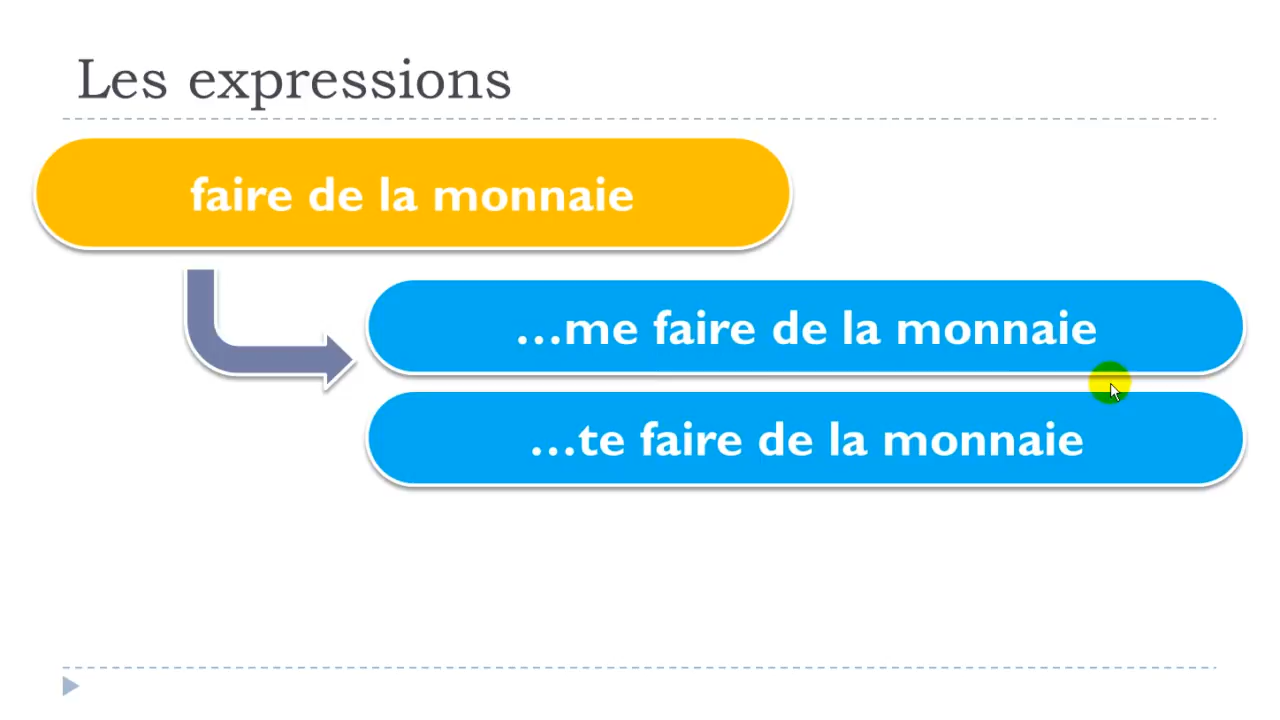 Les expressions
faire de la monnaie
...me faire de la monnaie
...te faire de la monnaie